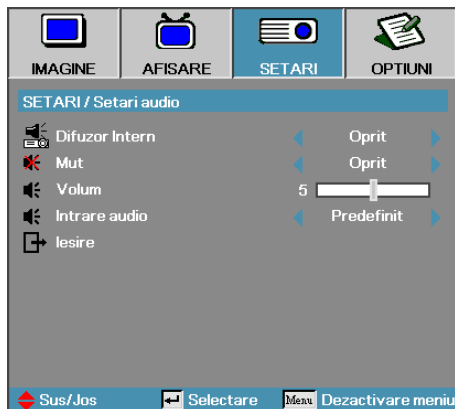 IMAGINE AFISARE SETARI OPTIUNI
SETARI / Setari audio
Difuzor Intern Oprit
Mut Oprit
Volum 5
Intrare audio Predefinit
Iesire
Sus/Jos Selectare Menu Dezactivare meniu